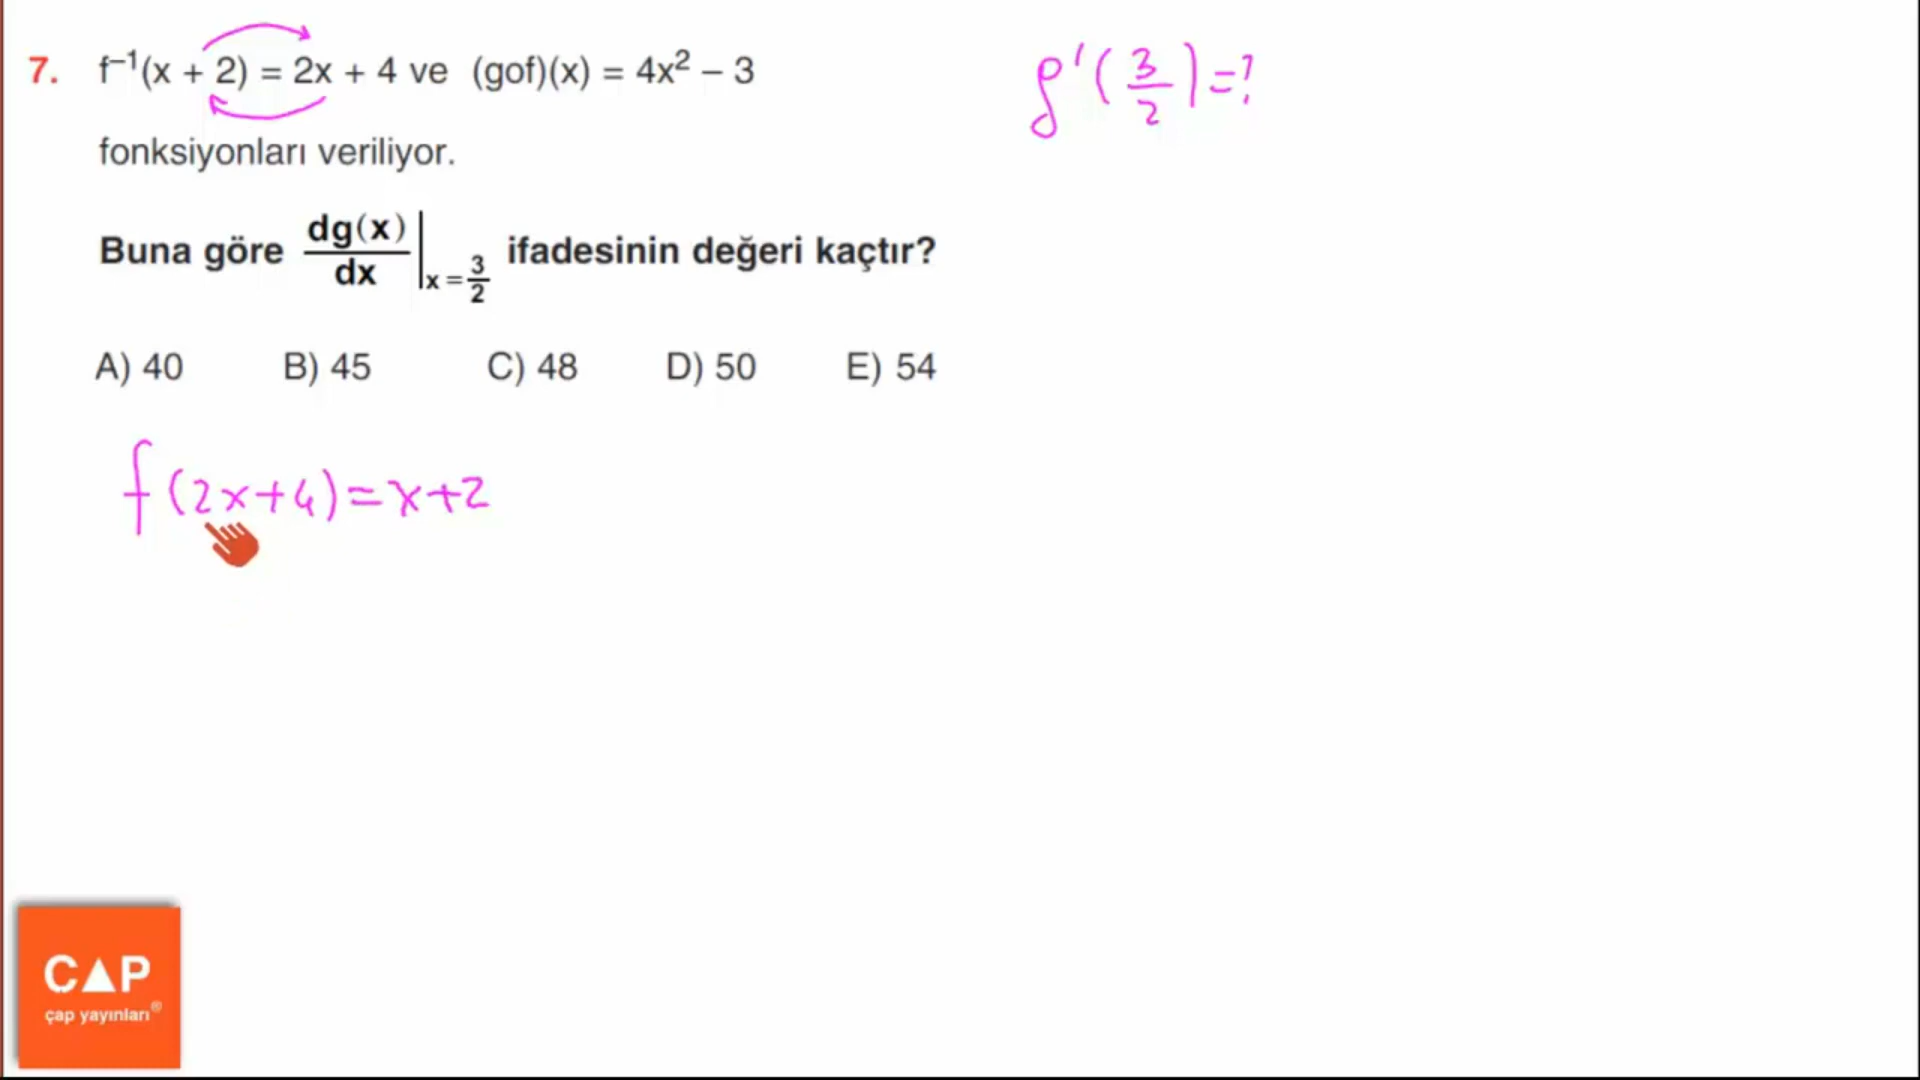 7. f⁻¹(x + 2) = 2x + 4 ve (gof)(x) = 4x² – 3
g'(3/2)=?
fonksiyonları veriliyor.
Buna göre dg(x)/dx |x=3/2 ifadesinin değeri kaçtır?
A) 40 B) 45 C) 48 D) 50 E) 54
f(2x+4)=x+2
CAP
çap yayınları®